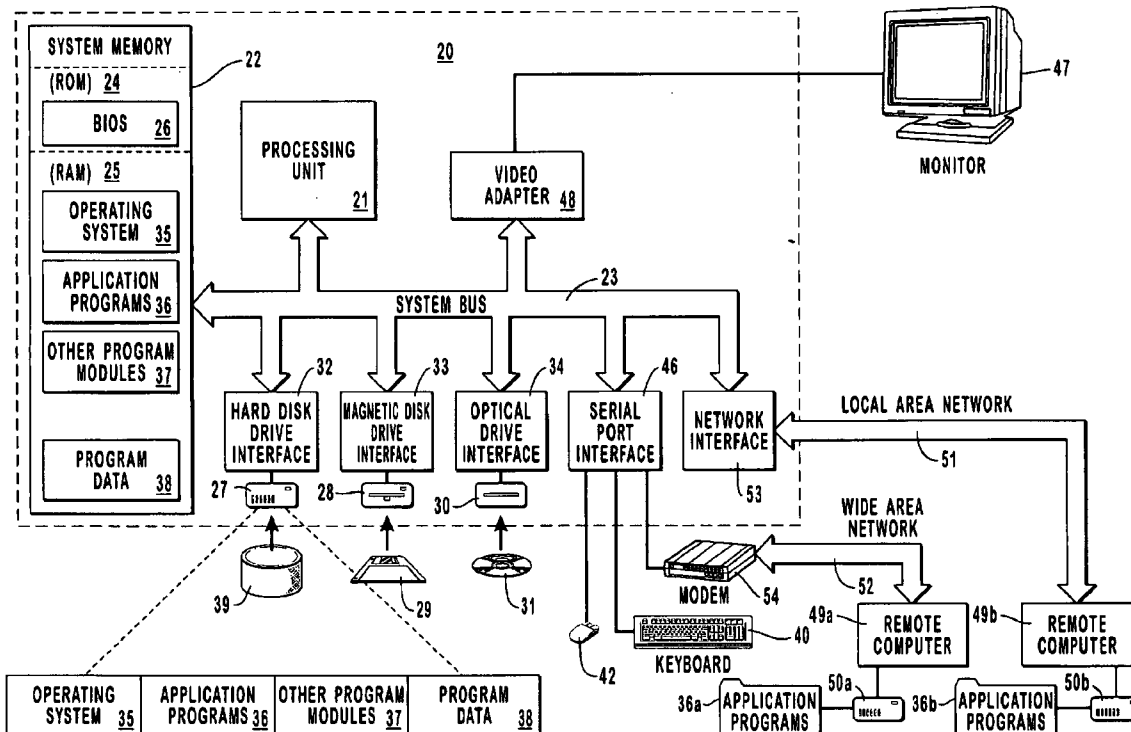 SYSTEM MEMORY
22
(ROM) 24
BIOS 26
(RAM) 25
OPERATING
SYSTEM 35
APPLICATION
PROGRAMS 36
OTHER PROGRAM
MODULES 37
PROGRAM
DATA 38
20
PROCESSING
UNIT
21
VIDEO
ADAPTER 48
47
MONITOR
23
SYSTEM BUS
32
HARD DISK
DRIVE
INTERFACE
33
MAGNETIC DISK
DRIVE
INTERFACE
34
OPTICAL
DRIVE
INTERFACE
46
SERIAL
PORT
INTERFACE
NETWORK
INTERFACE
53
LOCAL AREA NETWORK
51
27
28
30
WIDE AREA
NETWORK
52
39
29
31
MODEM
54
42
40
KEYBOARD
49a
REMOTE
COMPUTER
49b
REMOTE
COMPUTER
OPERATING
SYSTEM 35
APPLICATION
PROGRAMS 36
OTHER PROGRAM
MODULES 37
PROGRAM
DATA 38
36a
APPLICATION
PROGRAMS
50a
36b
APPLICATION
PROGRAMS
50b